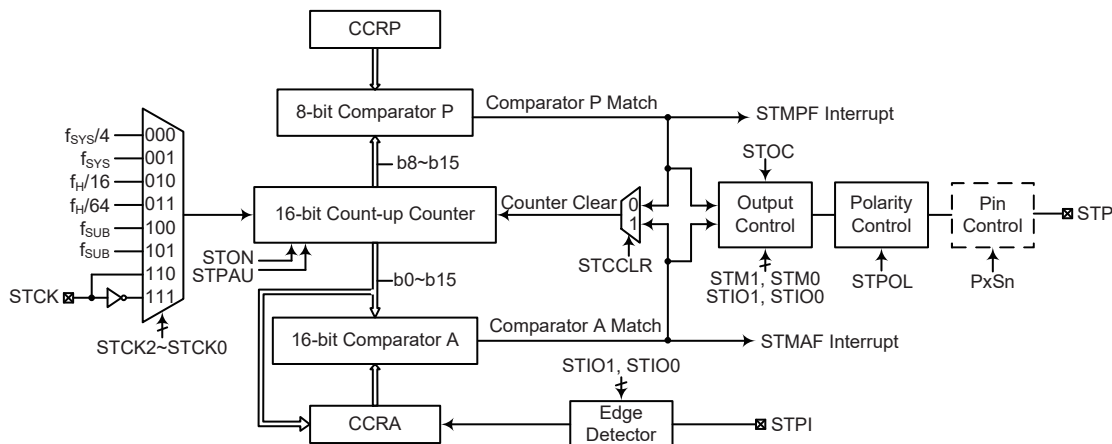 CCRP
8-bit Comparator P
Comparator P Match
STMPF Interrupt
fSYS/4
000
fSYS
001
fH/16
010
fH/64
011
fSUB
100
fSUB
101
110
111
STCK
STCK2~STCK0
b8~b15
16-bit Count-up Counter
STON
STPAU
b0~b15
Counter Clear
0
1
STCCLR
STOC
Output
Control
STM1, STM0
STIO1, STIO0
Polarity
Control
STPOL
Pin
Control
PxSn
STP
16-bit Comparator A
Comparator A Match
STMAF Interrupt
STIO1, STIO0
CCRA
Edge
Detector
STPI